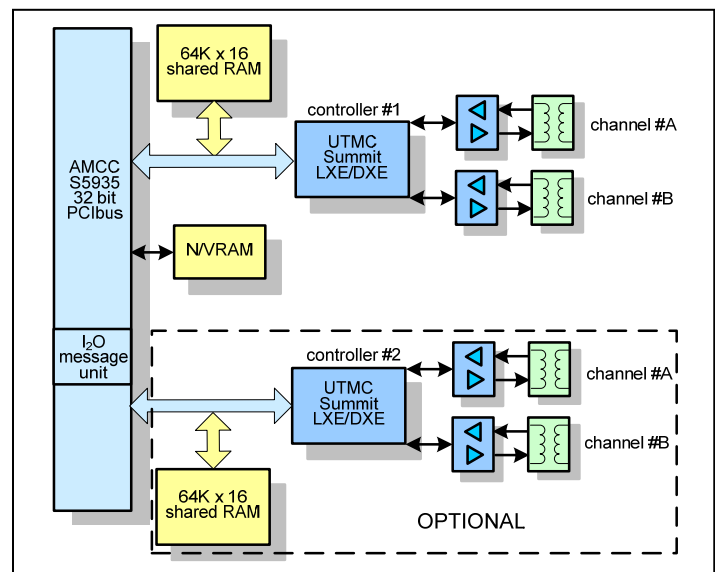 64K x 16
shared RAM
controller #1
UTMC
Summit
LXE/DXE
channel #A
channel #B
AMCC
S5935
32 bit
PCIbus
N/VRAM
I₂O
message
unit
controller #2
UTMC
Summit
LXE/DXE
channel #A
channel #B
64K x 16
shared RAM
OPTIONAL